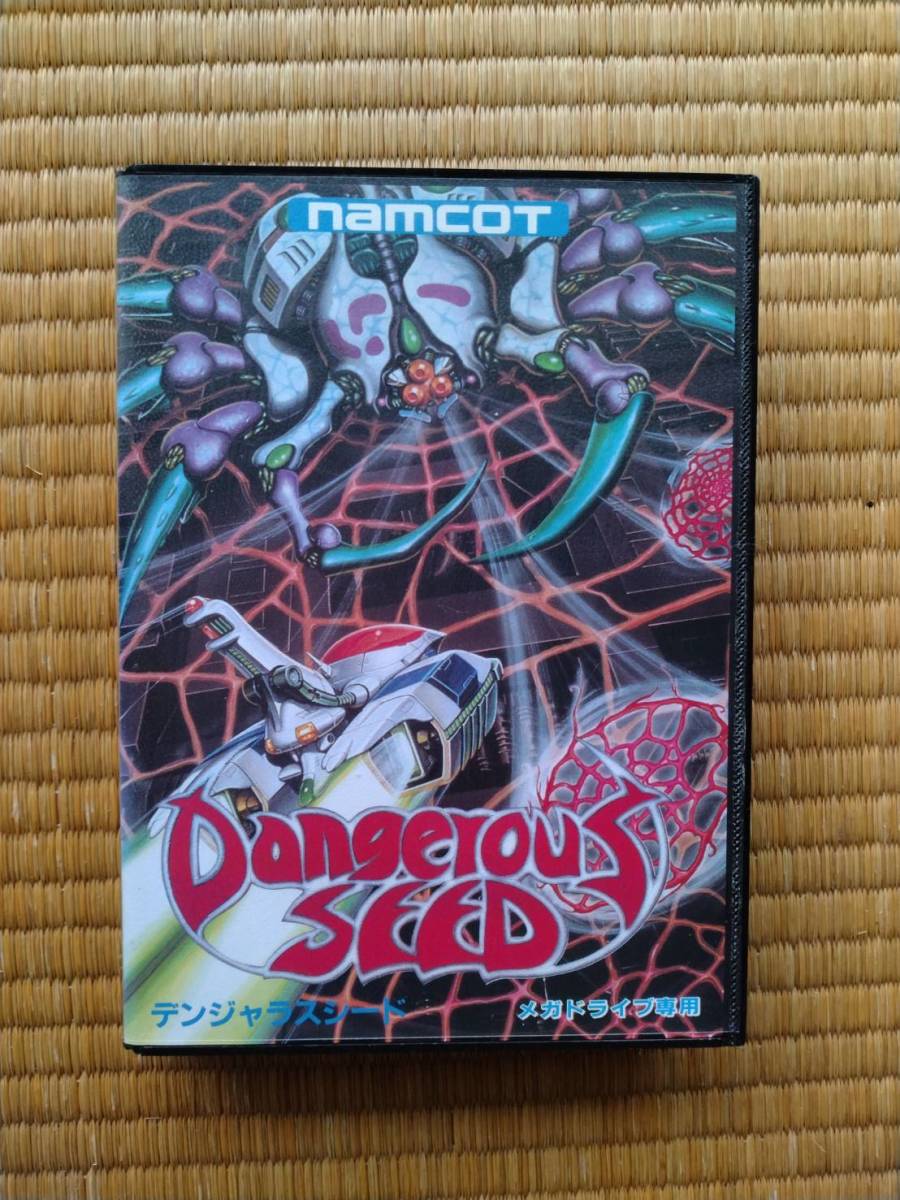 namcoT
Dangerous
SEED
デンジャラスシード
メガドライブ専用